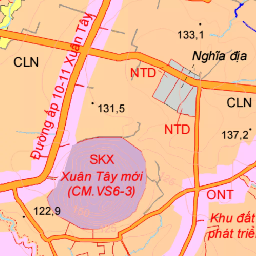 133,1
Nghĩa địa
CLN
NTD
CLN
Đường ấp 10-11 Xuân Tây
131,5
NTD
137,2
SKX
Xuân Tây mới
(CM.VS6-3)
ONT
122,9
Khu đất
phát triể